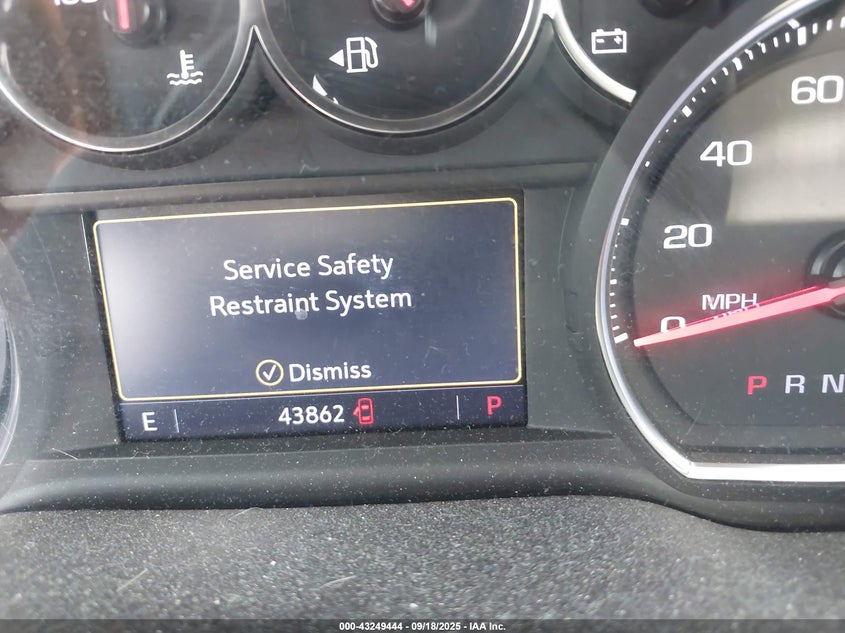 60
40
20
0
MPH
Service Safety
Restraint System
Dismiss
E
43862
P
P R N
000-43249444 - 09/18/2025 - IAA Inc.